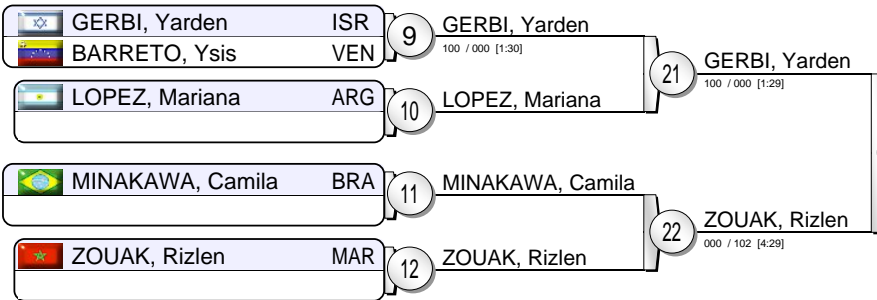 GERBI, Yarden ISR
BARRETO, Ysis VEN
9
GERBI, Yarden
100 / 000 [1:30]
LOPEZ, Mariana ARG
10
LOPEZ, Mariana
21
GERBI, Yarden
100 / 000 [1:29]
MINAKAWA, Camila BRA
11
MINAKAWA, Camila
ZOUAK, Rizlen MAR
12
ZOUAK, Rizlen
22
ZOUAK, Rizlen
000 / 102 [4:29]